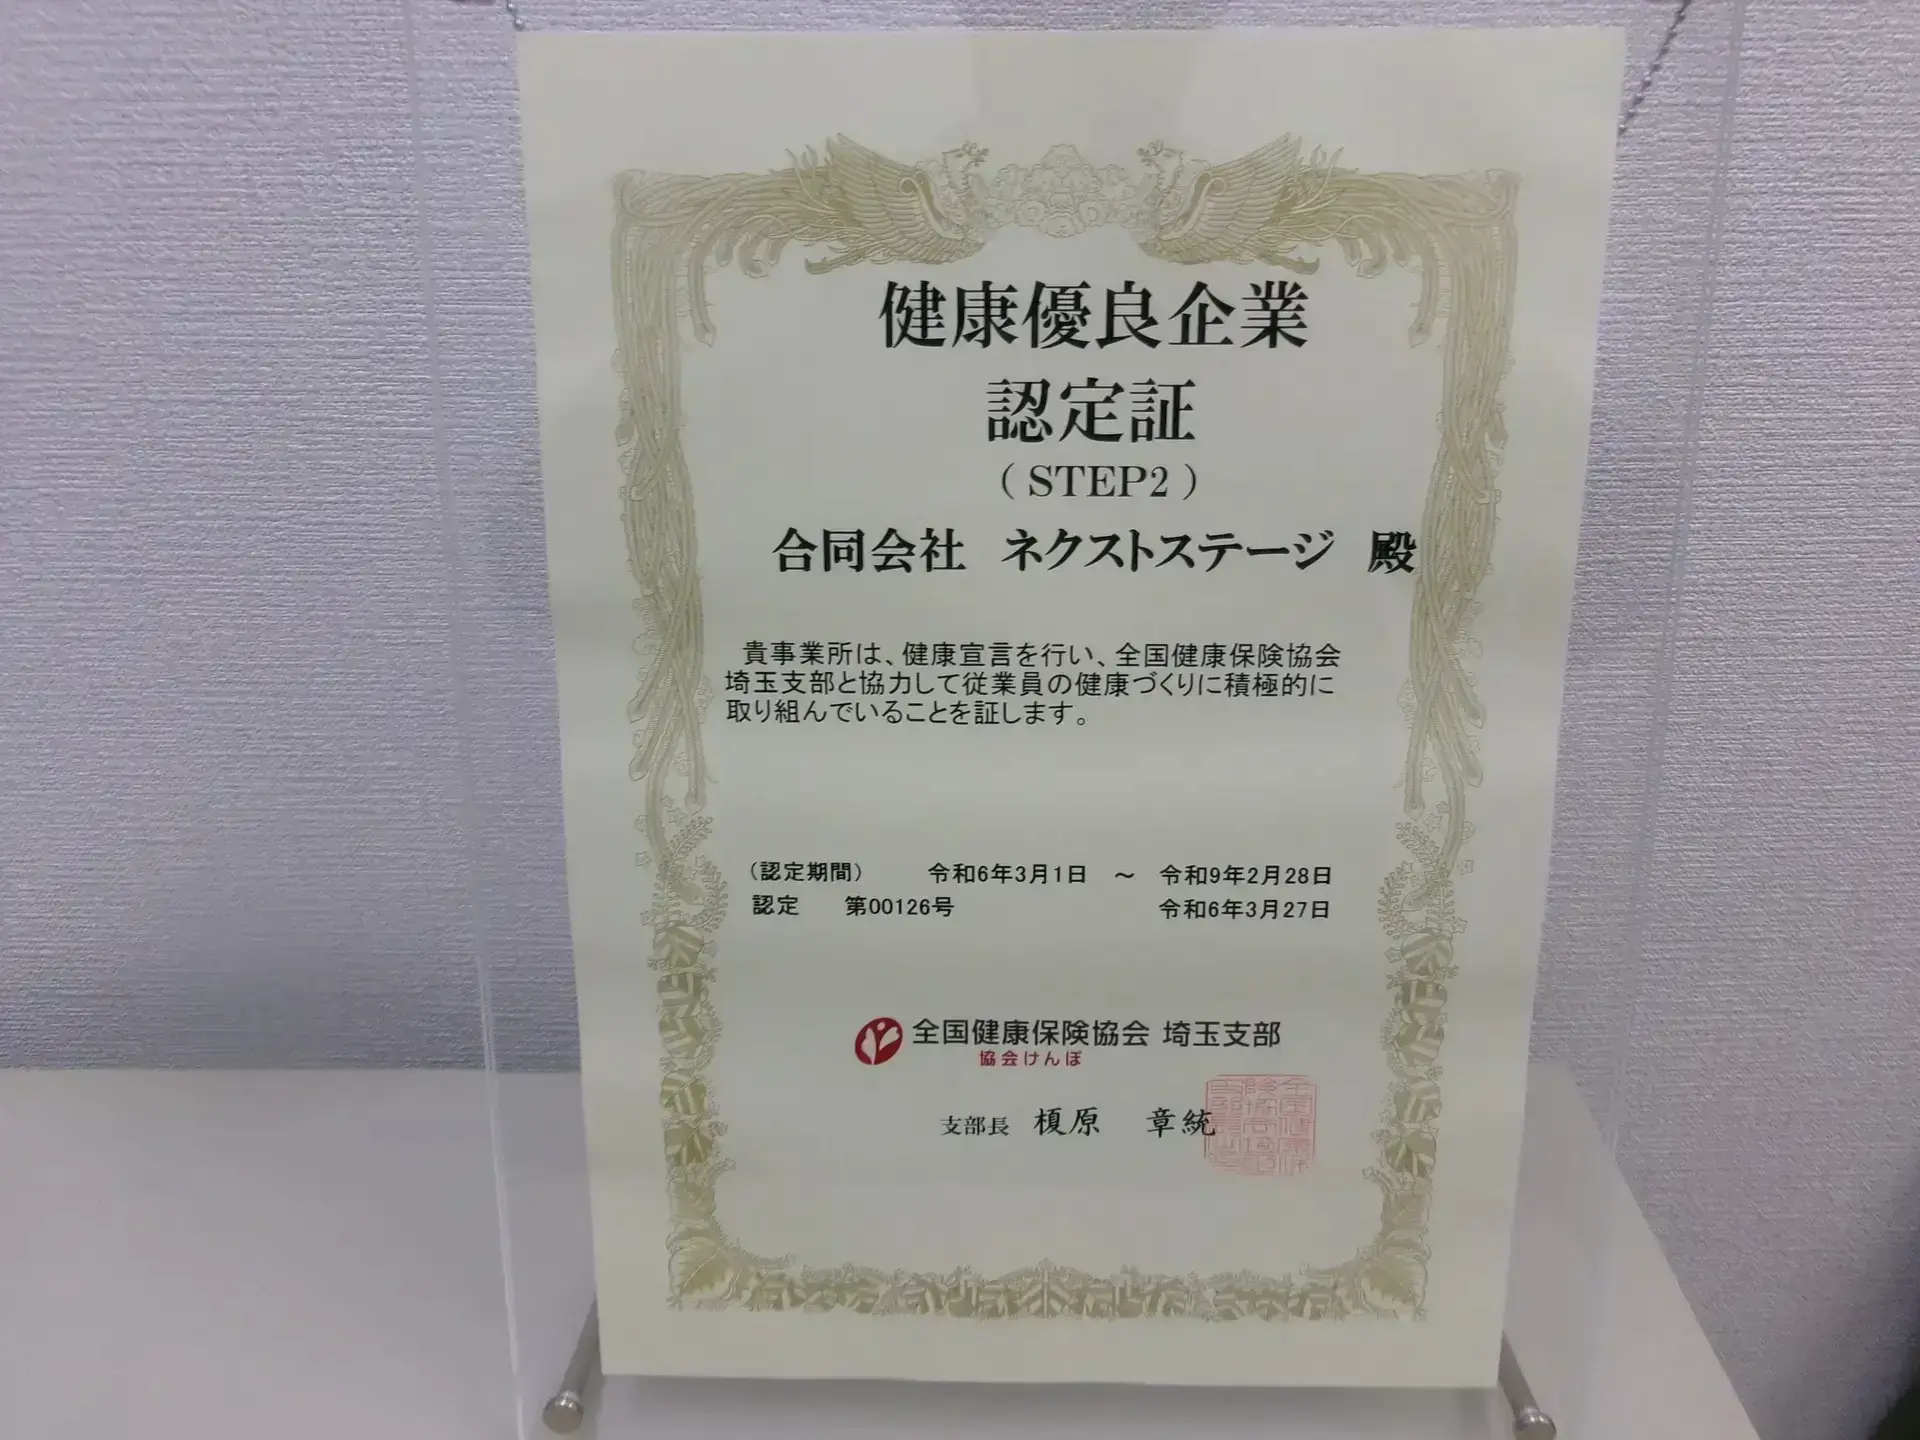 健康優良企業
認定証
（STEP2）
合同会社 ネクストステージ 殿
貴事業所は、健康宣言を行い、全国健康保険協会
埼玉支部と協力して従業員の健康づくりに積極的に
取り組んでいることを証します。
（認定期間） 令和6年3月1日 ～ 令和9年2月28日
認定 第00126号 令和6年3月27日
全国健康保険協会 埼玉支部
協会けんぽ
支部長 榎原 章統